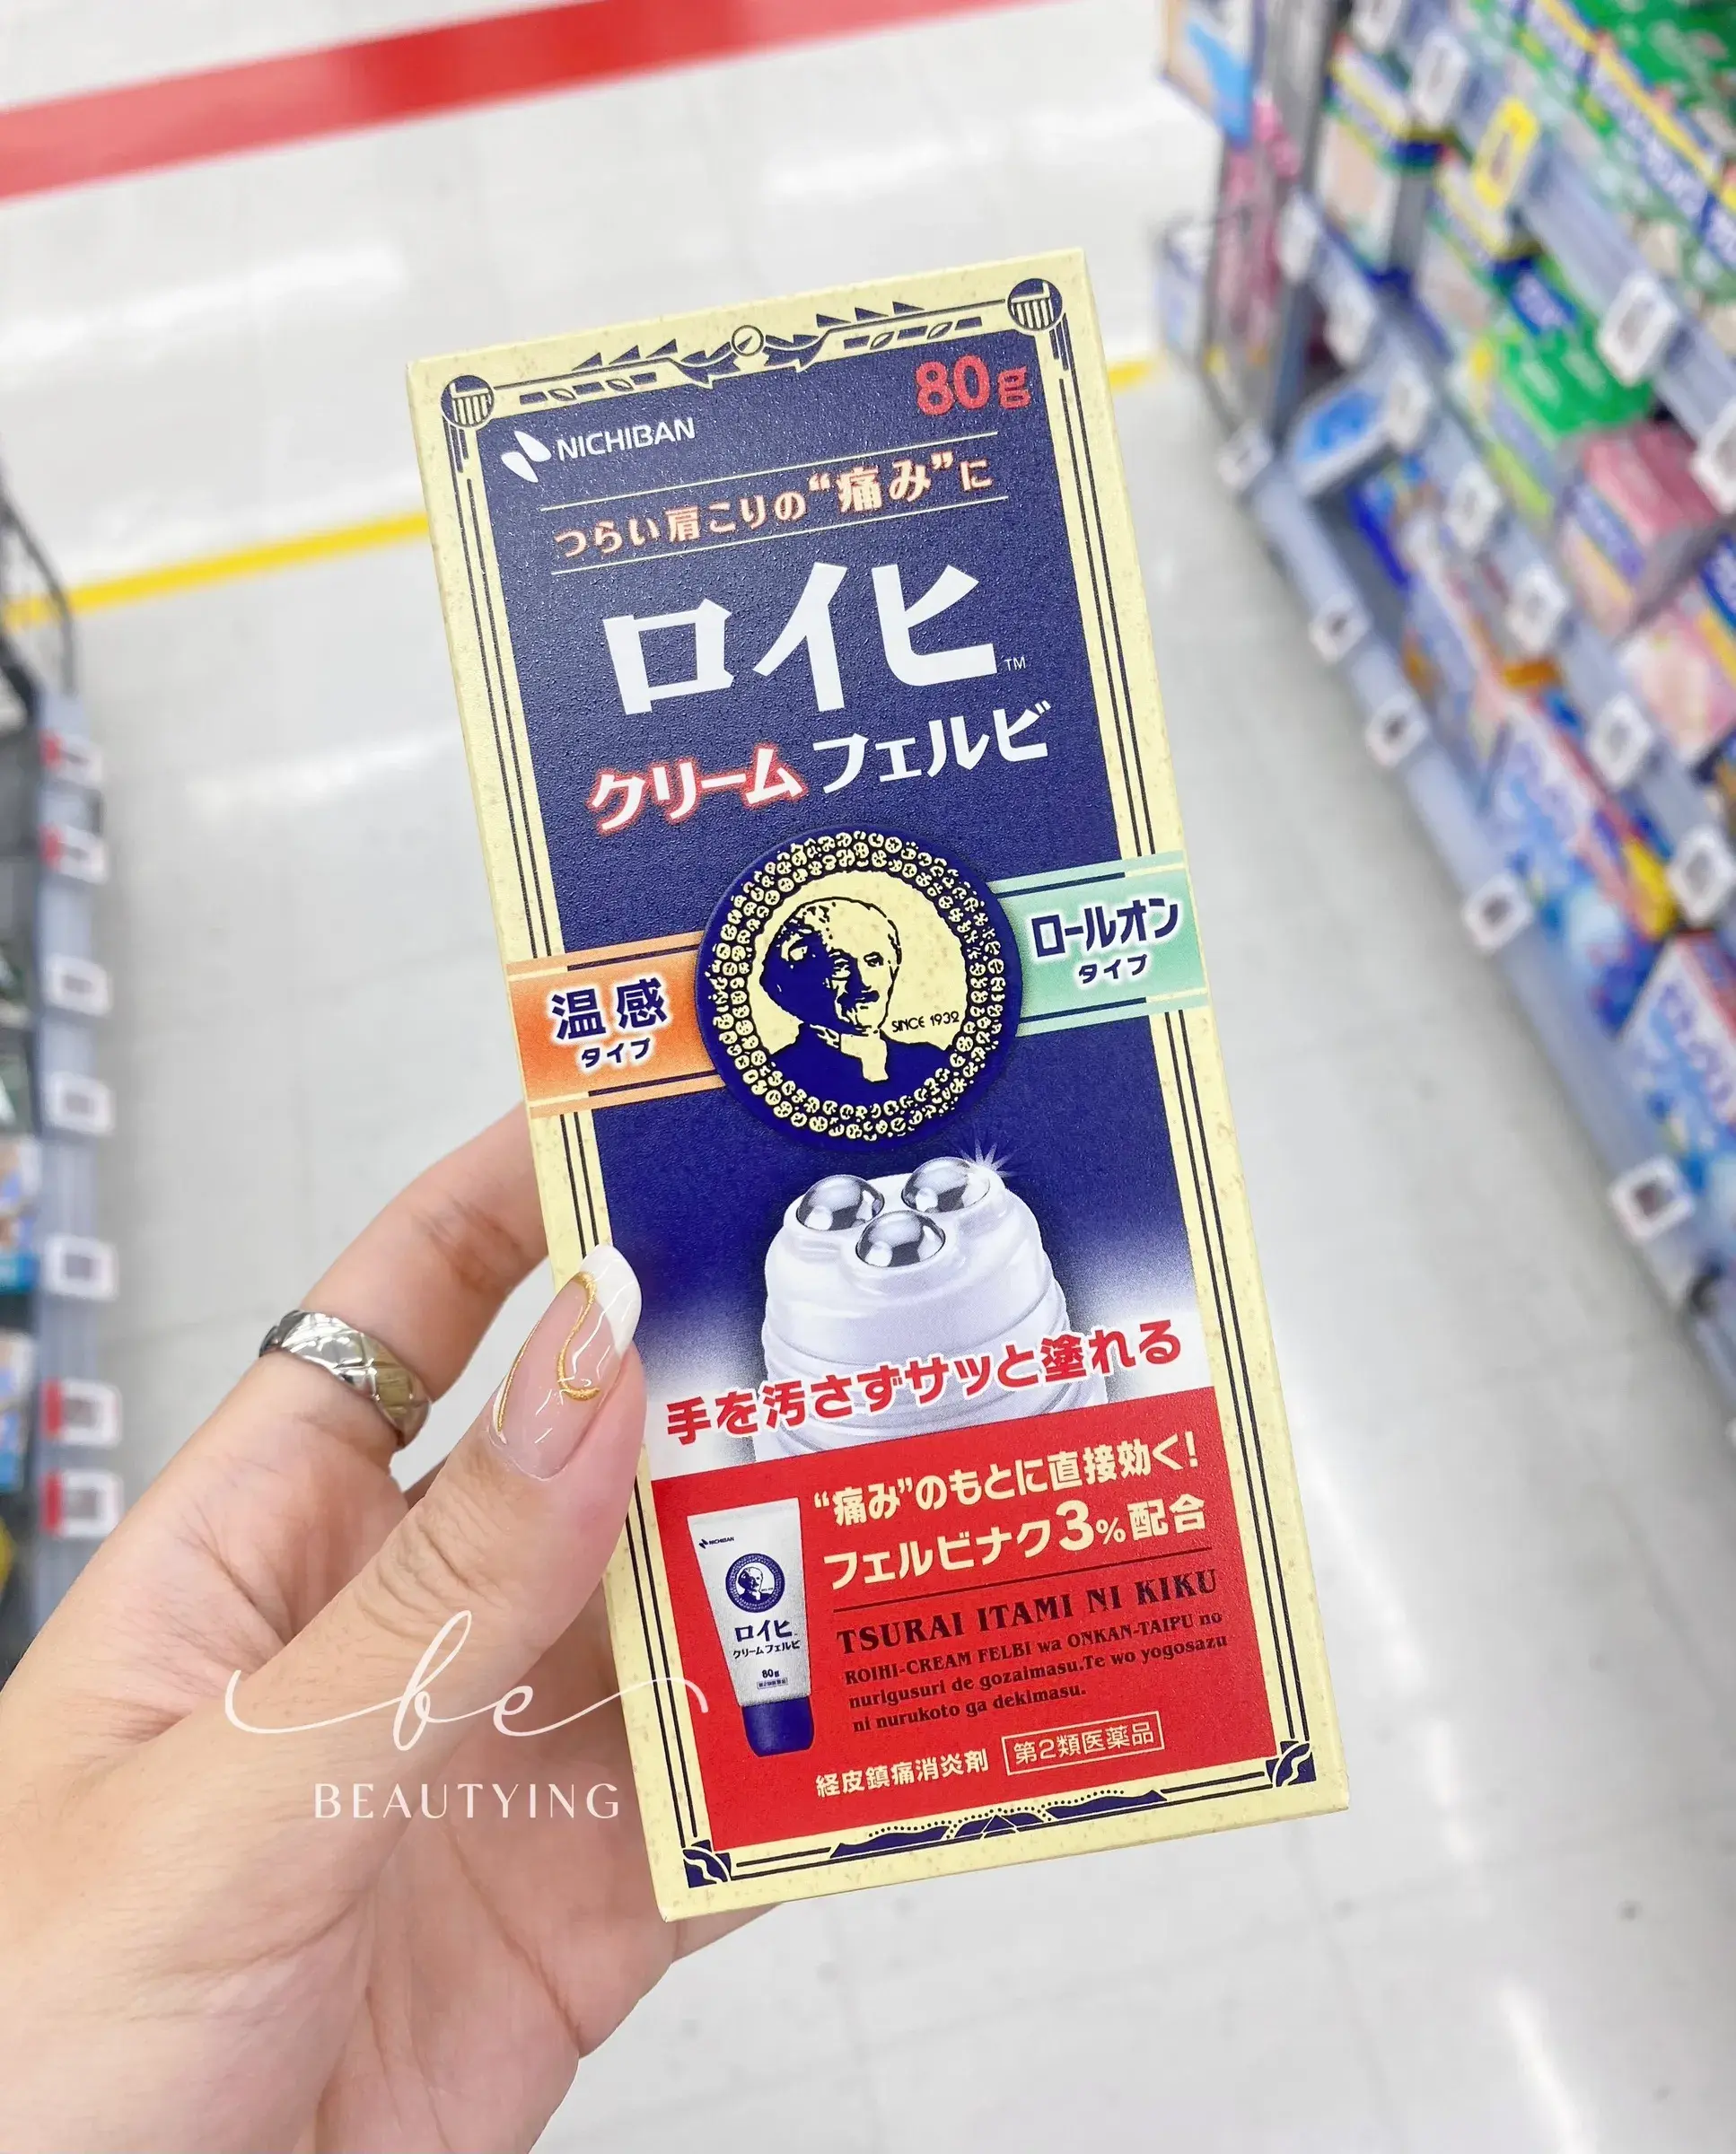 80g
NICHIBAN
つらい肩こりの“痛み”に
ロイヒ™
クリームフェルビ
温感
タイプ
SINCE 1932
ロールオン
タイプ
手を汚さずサッと塗れる
“痛み”のもとに直接効く!
フェルビナク3%配合
TSURAI ITAMI NI KIKU
ROIHI-CREAM FELBI wa ONKAN-TAIPU no
nurigusuri de gozaimasu.Te wo yogosazu
ni nurukoto ga dekimasu.
経皮鎮痛消炎剤 第2類医薬品
NICHIBAN
ロイヒ
クリームフェルビ
80g
be
BEAUTYING